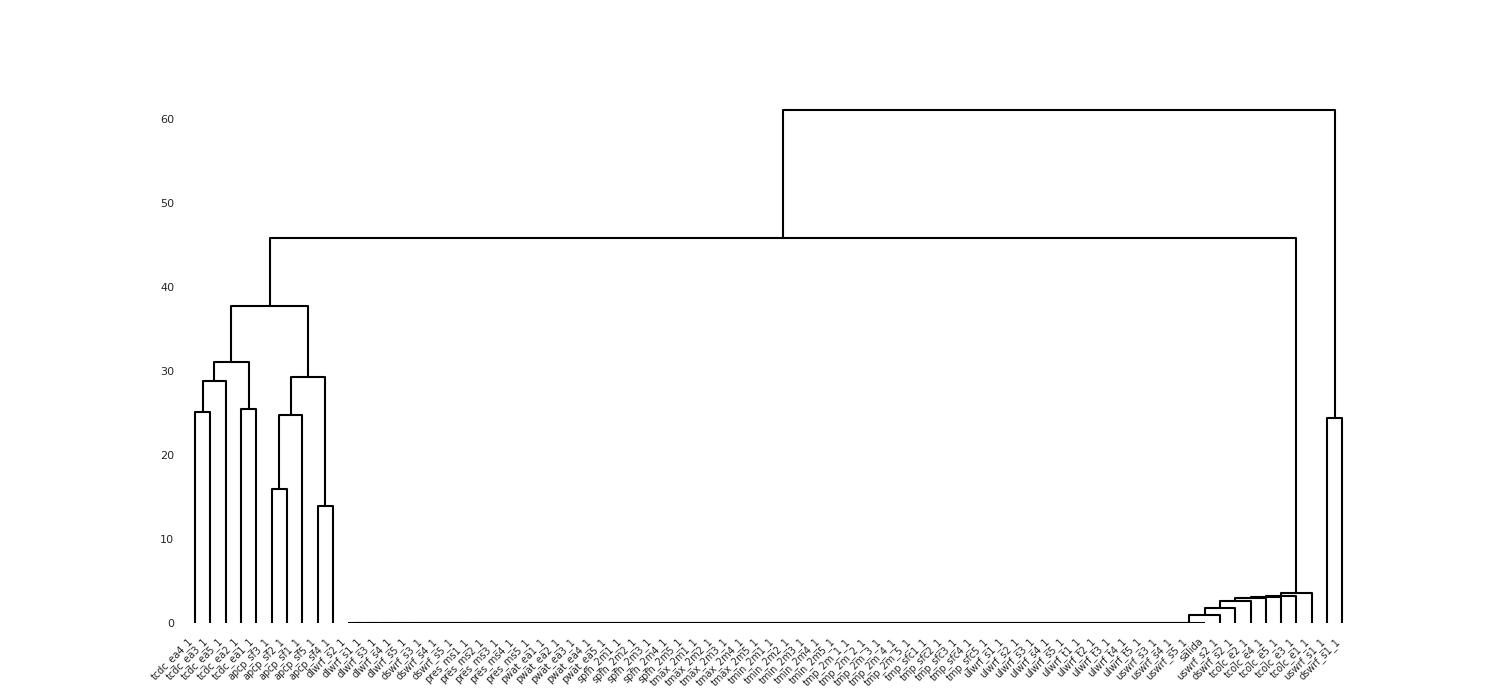 60
50
40
30
20
10
0
tcdc_ea4_1
tcdc_ea3_1
tcdc_ea5_1
tcdc_ea2_1
tcdc_ea1_1
apcp_sf3_1
apcp_sf2_1
apcp_sf1_1
apcp_sf5_1
apcp_sf4_1
dlwrf_s2_1
dlwrf_s1_1
dlwrf_s3_1
dlwrf_s4_1
dlwrf_s5_1
dswrf_s3_1
dswrf_s4_1
dswrf_s5_1
pres_ms1_1
pres_ms2_1
pres_ms3_1
pres_ms4_1
pres_ms5_1
pwat_ea1_1
pwat_ea2_1
pwat_ea3_1
pwat_ea4_1
pwat_ea5_1
spfh_2m1_1
spfh_2m2_1
spfh_2m3_1
spfh_2m4_1
spfh_2m5_1
tmax_2m1_1
tmax_2m2_1
tmax_2m3_1
tmax_2m4_1
tmax_2m5_1
tmin_2m1_1
tmin_2m2_1
tmin_2m3_1
tmin_2m4_1
tmin_2m5_1
tmp_2m_1_1
tmp_2m_2_1
tmp_2m_3_1
tmp_2m_4_1
tmp_2m_5_1
tmp_sfc1_1
tmp_sfc2_1
tmp_sfc3_1
tmp_sfc4_1
tmp_sfc5_1
ulwrf_s1_1
ulwrf_s2_1
ulwrf_s3_1
ulwrf_s4_1
ulwrf_s5_1
ulwrf_t1_1
ulwrf_t2_1
ulwrf_t3_1
ulwrf_t4_1
ulwrf_t5_1
uswrf_s3_1
uswrf_s4_1
uswrf_s5_1
salida
uswrf_s2_1
dswrf_s2_1
tcolc_e2_1
tcolc_e4_1
tcolc_e5_1
tcolc_e3_1
tcolc_e1_1
uswrf_s1_1
dswrf_s1_1